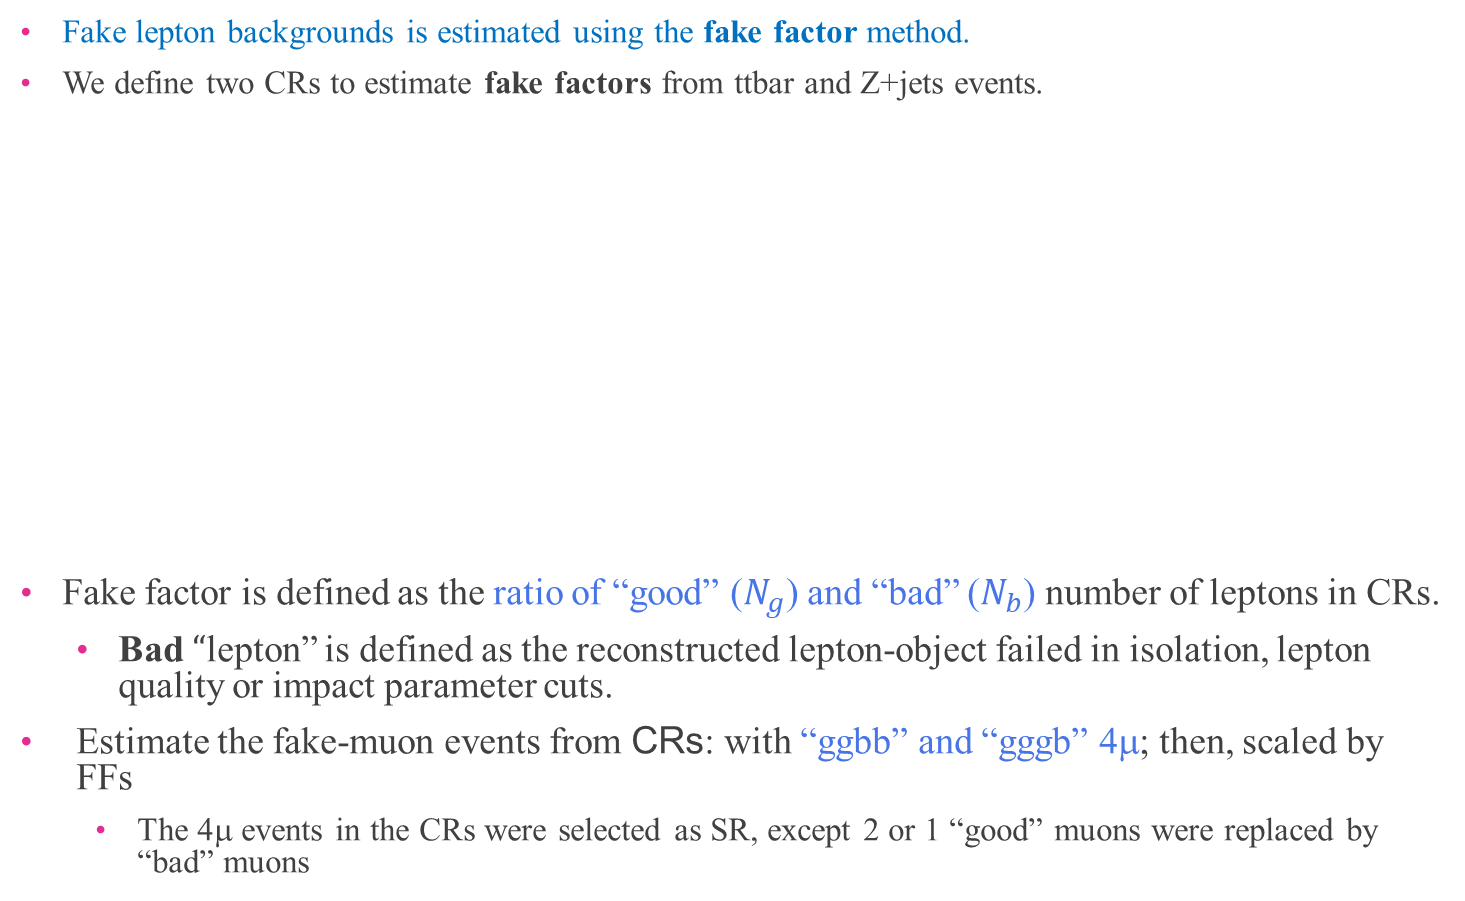 • Fake lepton backgrounds is estimated using the fake factor method.
• We define two CRs to estimate fake factors from ttbar and Z+jets events.
• Fake factor is defined as the ratio of “good” (N_g) and “bad” (N_b) number of leptons in CRs.
• Bad “lepton” is defined as the reconstructed lepton-object failed in isolation, lepton
quality or impact parameter cuts.
• Estimate the fake-muon events from CRs: with “ggbb” and “gggb” 4μ; then, scaled by
FFs
• The 4μ events in the CRs were selected as SR, except 2 or 1 “good” muons were replaced by
“bad” muons